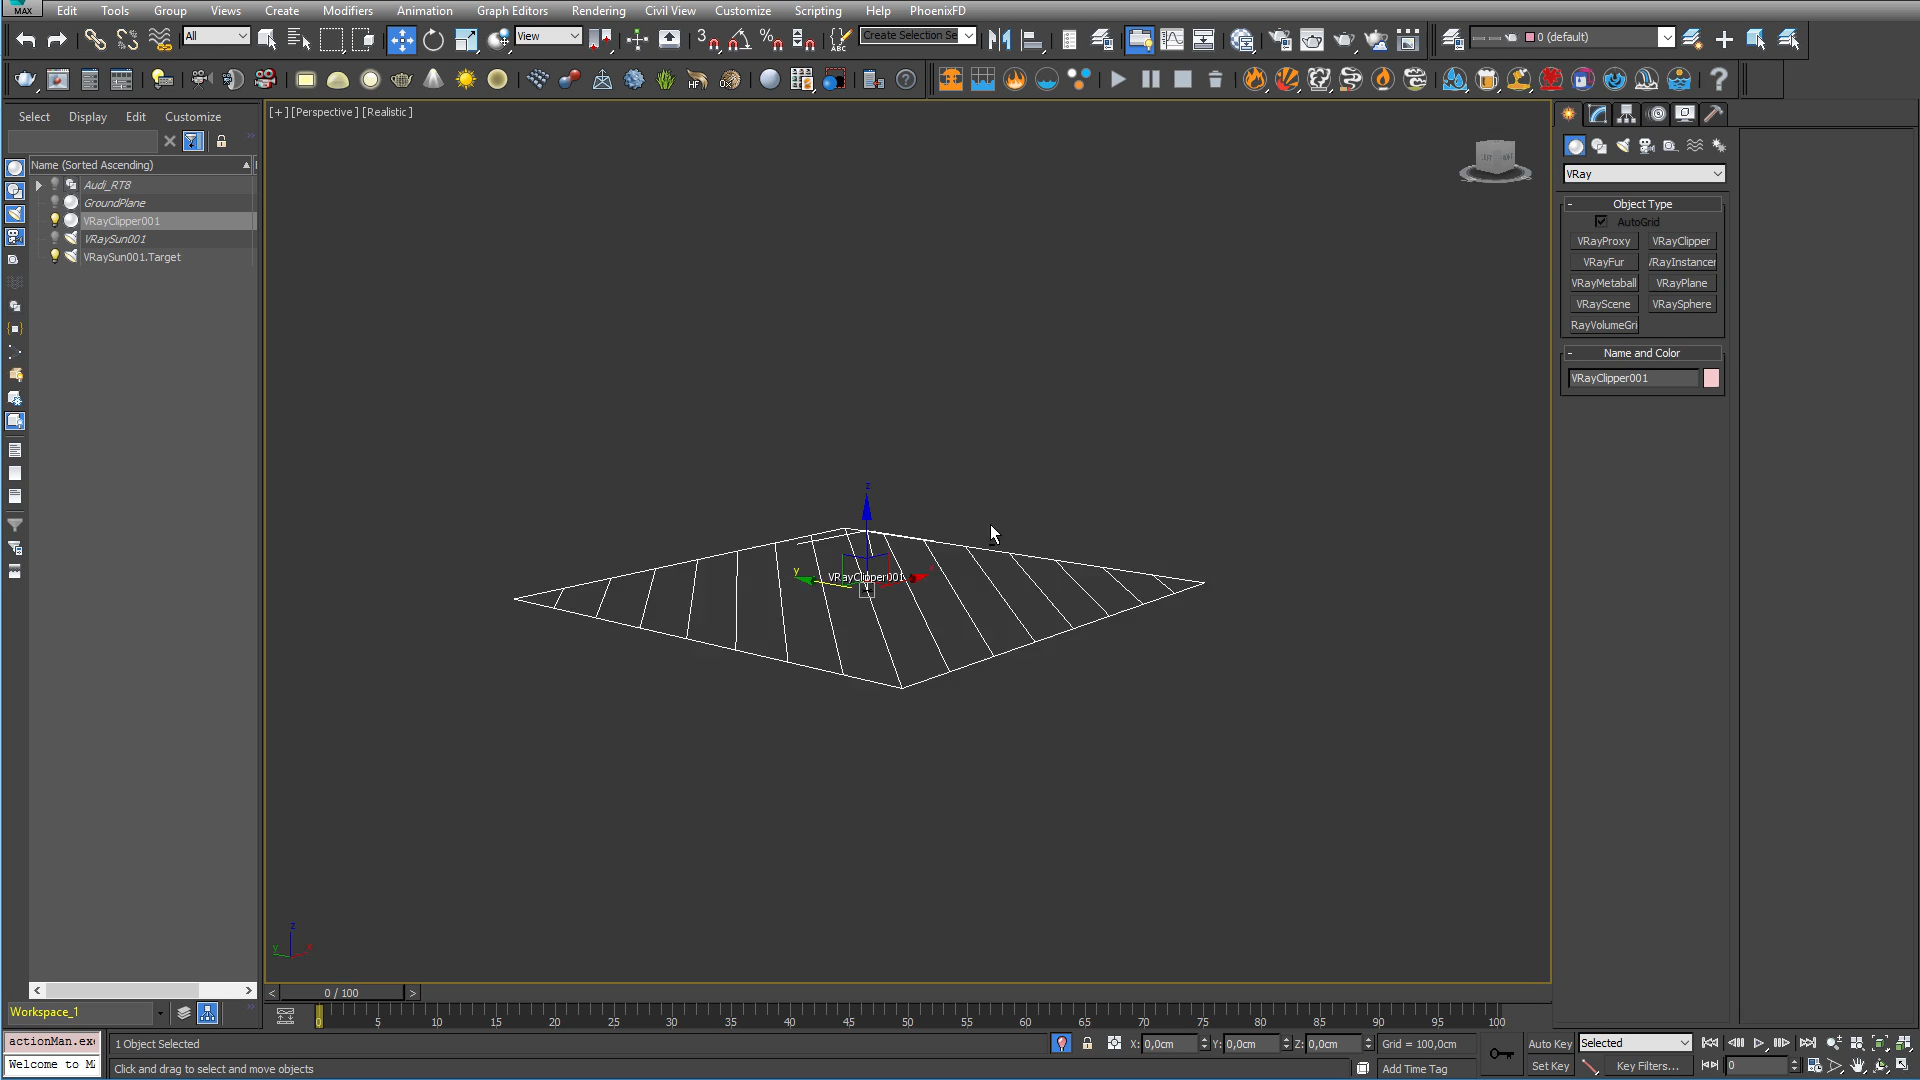 MAX Edit Tools Group Views Create Modifiers Animation Graph Editors Rendering Civil View Customize Scripting Help PhoenixFD
All View ABC Create Selection Se 0 (default)
[+] [Perspective] [Realistic]
Select Display Edit Customize
Name (Sorted Ascending)
Audi_RT8
GroundPlane
VRayClipper001
VRaySun001
VRaySun001.Target
VRay
Object Type
AutoGrid
VRayProxy VRayClipper
VRayFur VRayInstancer
VRayMetaball VRayPlane
VRayScene VRaySphere
RayVolumeGri
Name and Color
VRayClipper001
z
y VRayClipper001 x
z
y x
0 / 100
Workspace_1
0 5 10 15 20 25 30 35 40 45 50 55 60 65 70 75 80 85 90 95 100
actionMan.exe 1 Object Selected X: 0,0cm Y: 0,0cm Z: 0,0cm Grid = 100,0cm Auto Key Selected
Welcome to MA Click and drag to select and move objects Add Time Tag Set Key Key Filters... 0